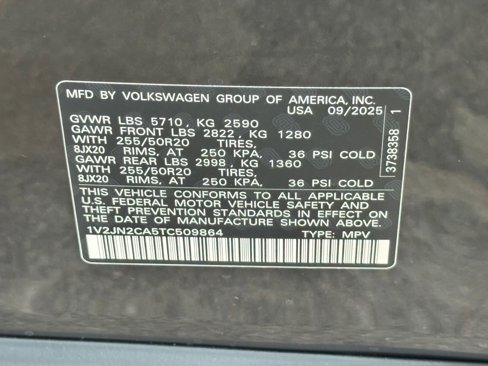 MFD BY VOLKSWAGEN GROUP OF AMERICA, INC.
USA 09/2025
GVWR LBS 5710, KG 2590
GAWR FRONT LBS 2822, KG 1280
WITH 255/50R20 TIRES,
8JX20 RIMS, AT 250 KPA, 36 PSI COLD
GAWR REAR LBS 2998, KG 1360
WITH 255/50R20 TIRES,
8JX20 RIMS, AT 250 KPA, 36 PSI COLD
THIS VEHICLE CONFORMS TO ALL APPLICABLE
U.S. FEDERAL MOTOR VEHICLE SAFETY AND
THEFT PREVENTION STANDARDS IN EFFECT ON
THE DATE OF MANUFACTURE SHOWN ABOVE.
1V2JN2CA5TC509864 TYPE: MPV
3738358 1